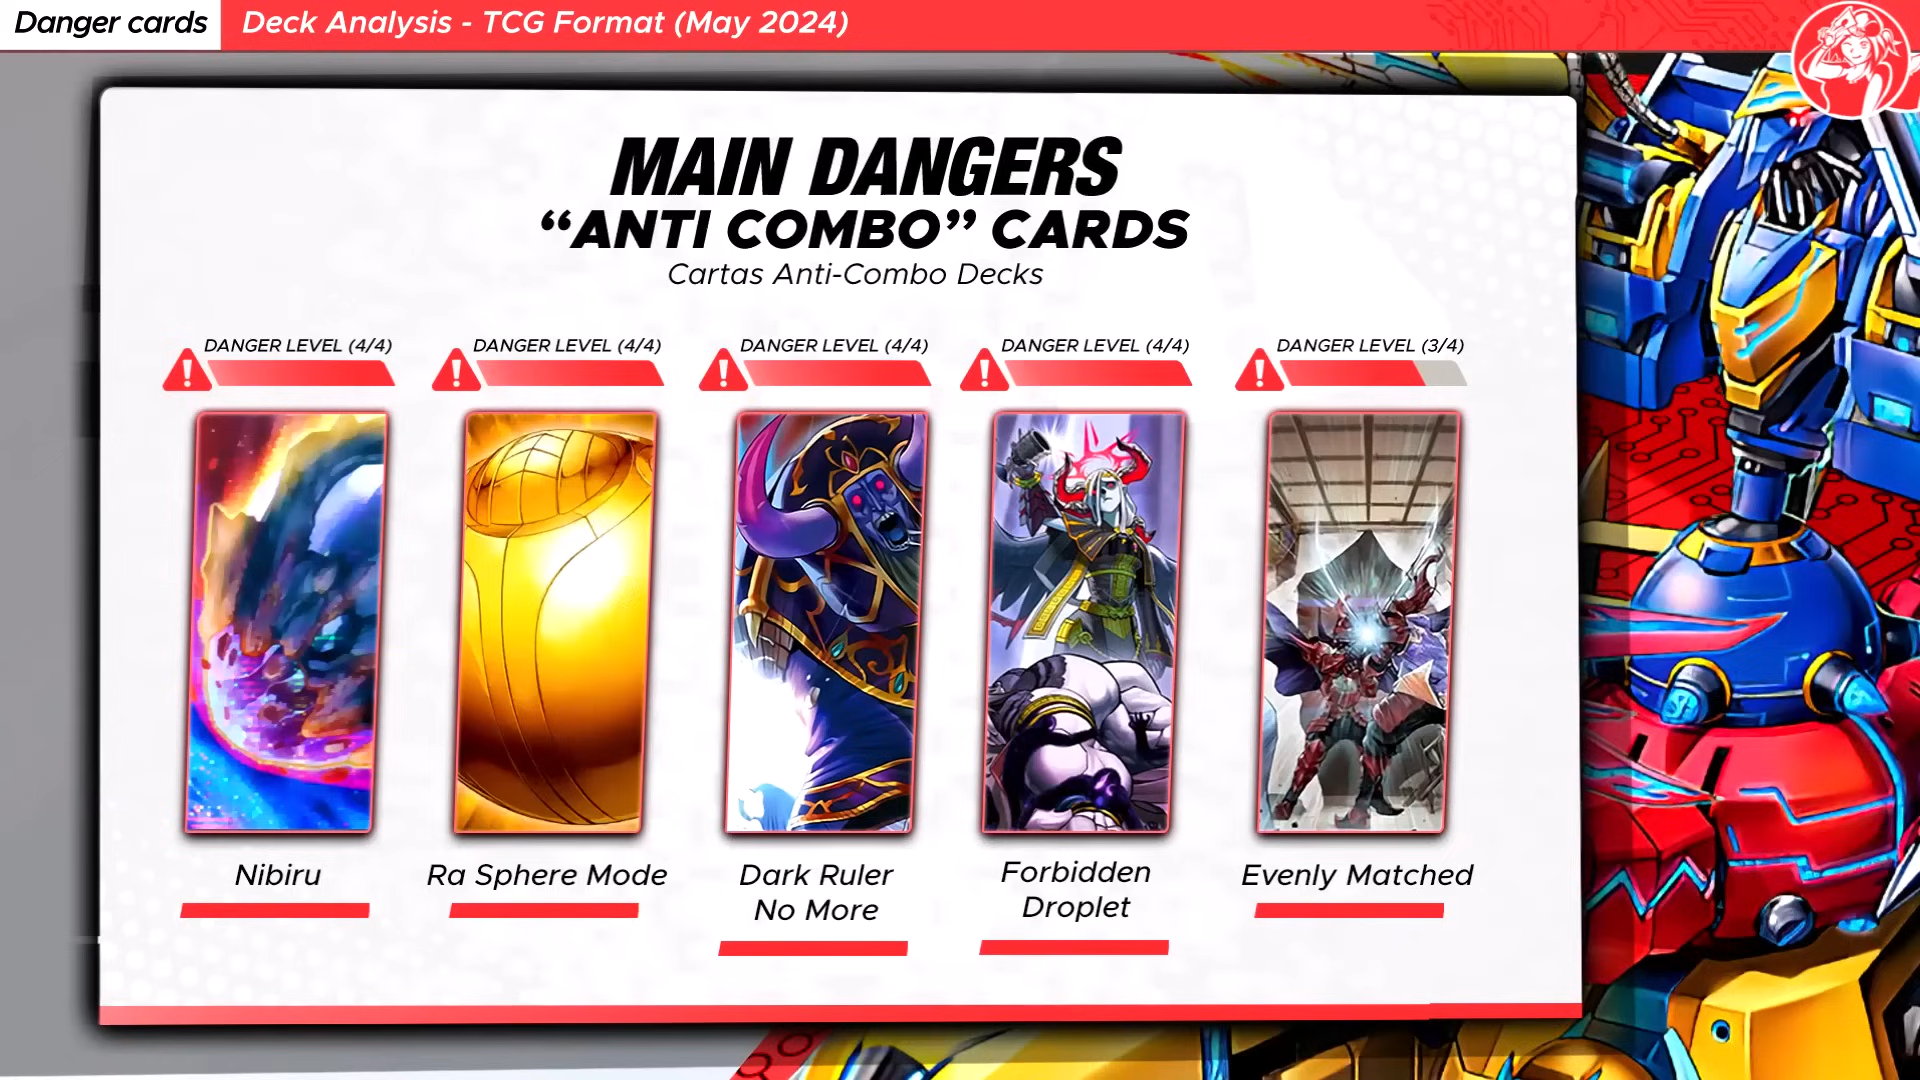 Danger cards
Deck Analysis - TCG Format (May 2024)
MAIN DANGERS
“ANTI COMBO” CARDS
Cartas Anti-Combo Decks
DANGER LEVEL (4/4)
DANGER LEVEL (4/4)
DANGER LEVEL (4/4)
DANGER LEVEL (4/4)
DANGER LEVEL (3/4)
Nibiru
Ra Sphere Mode
Dark Ruler
No More
Forbidden
Droplet
Evenly Matched